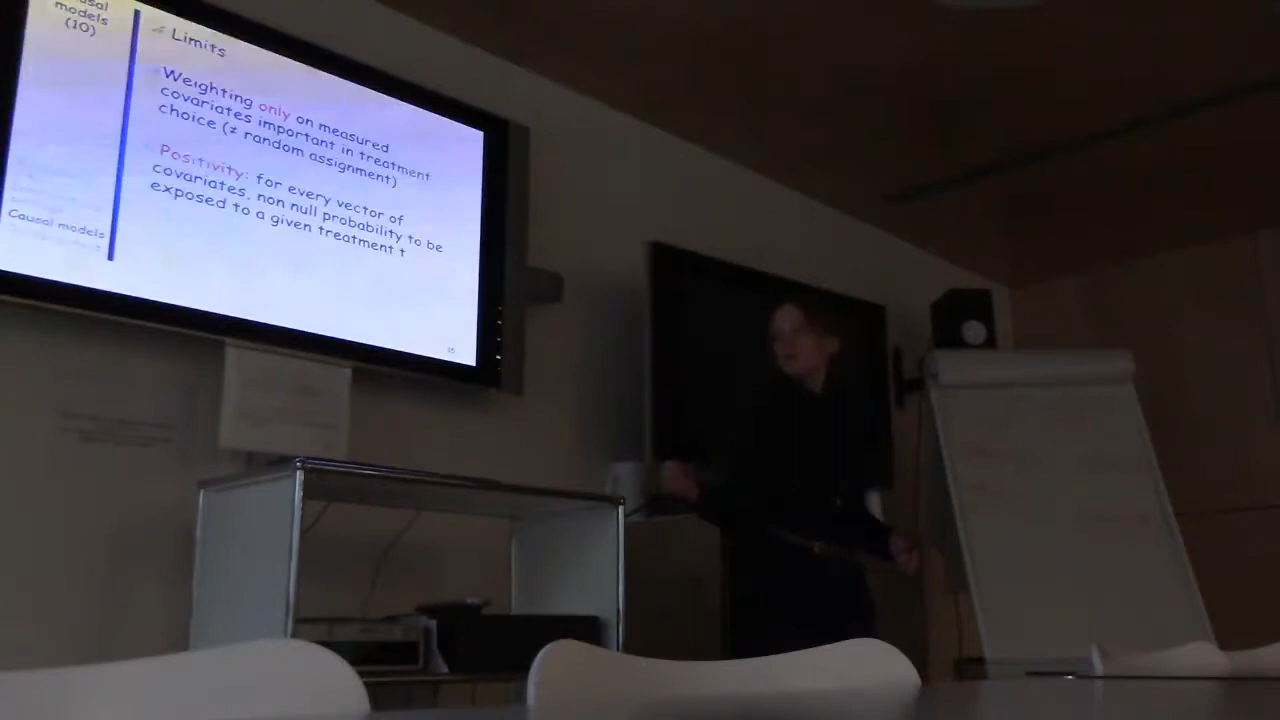 models
(10)
Limits
Weighting only on measured
covariates important in treatment
choice (≠ random assignment)
Positivity: for every vector of
covariates, non null probability to be
exposed to a given treatment t
Causal models